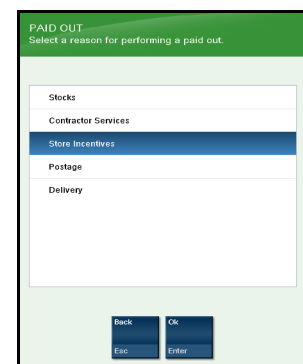 PAID OUT
Select a reason for performing a paid out.
Stocks
Contractor Services
Store Incentives
Postage
Delivery
Back Ok
Esc Enter